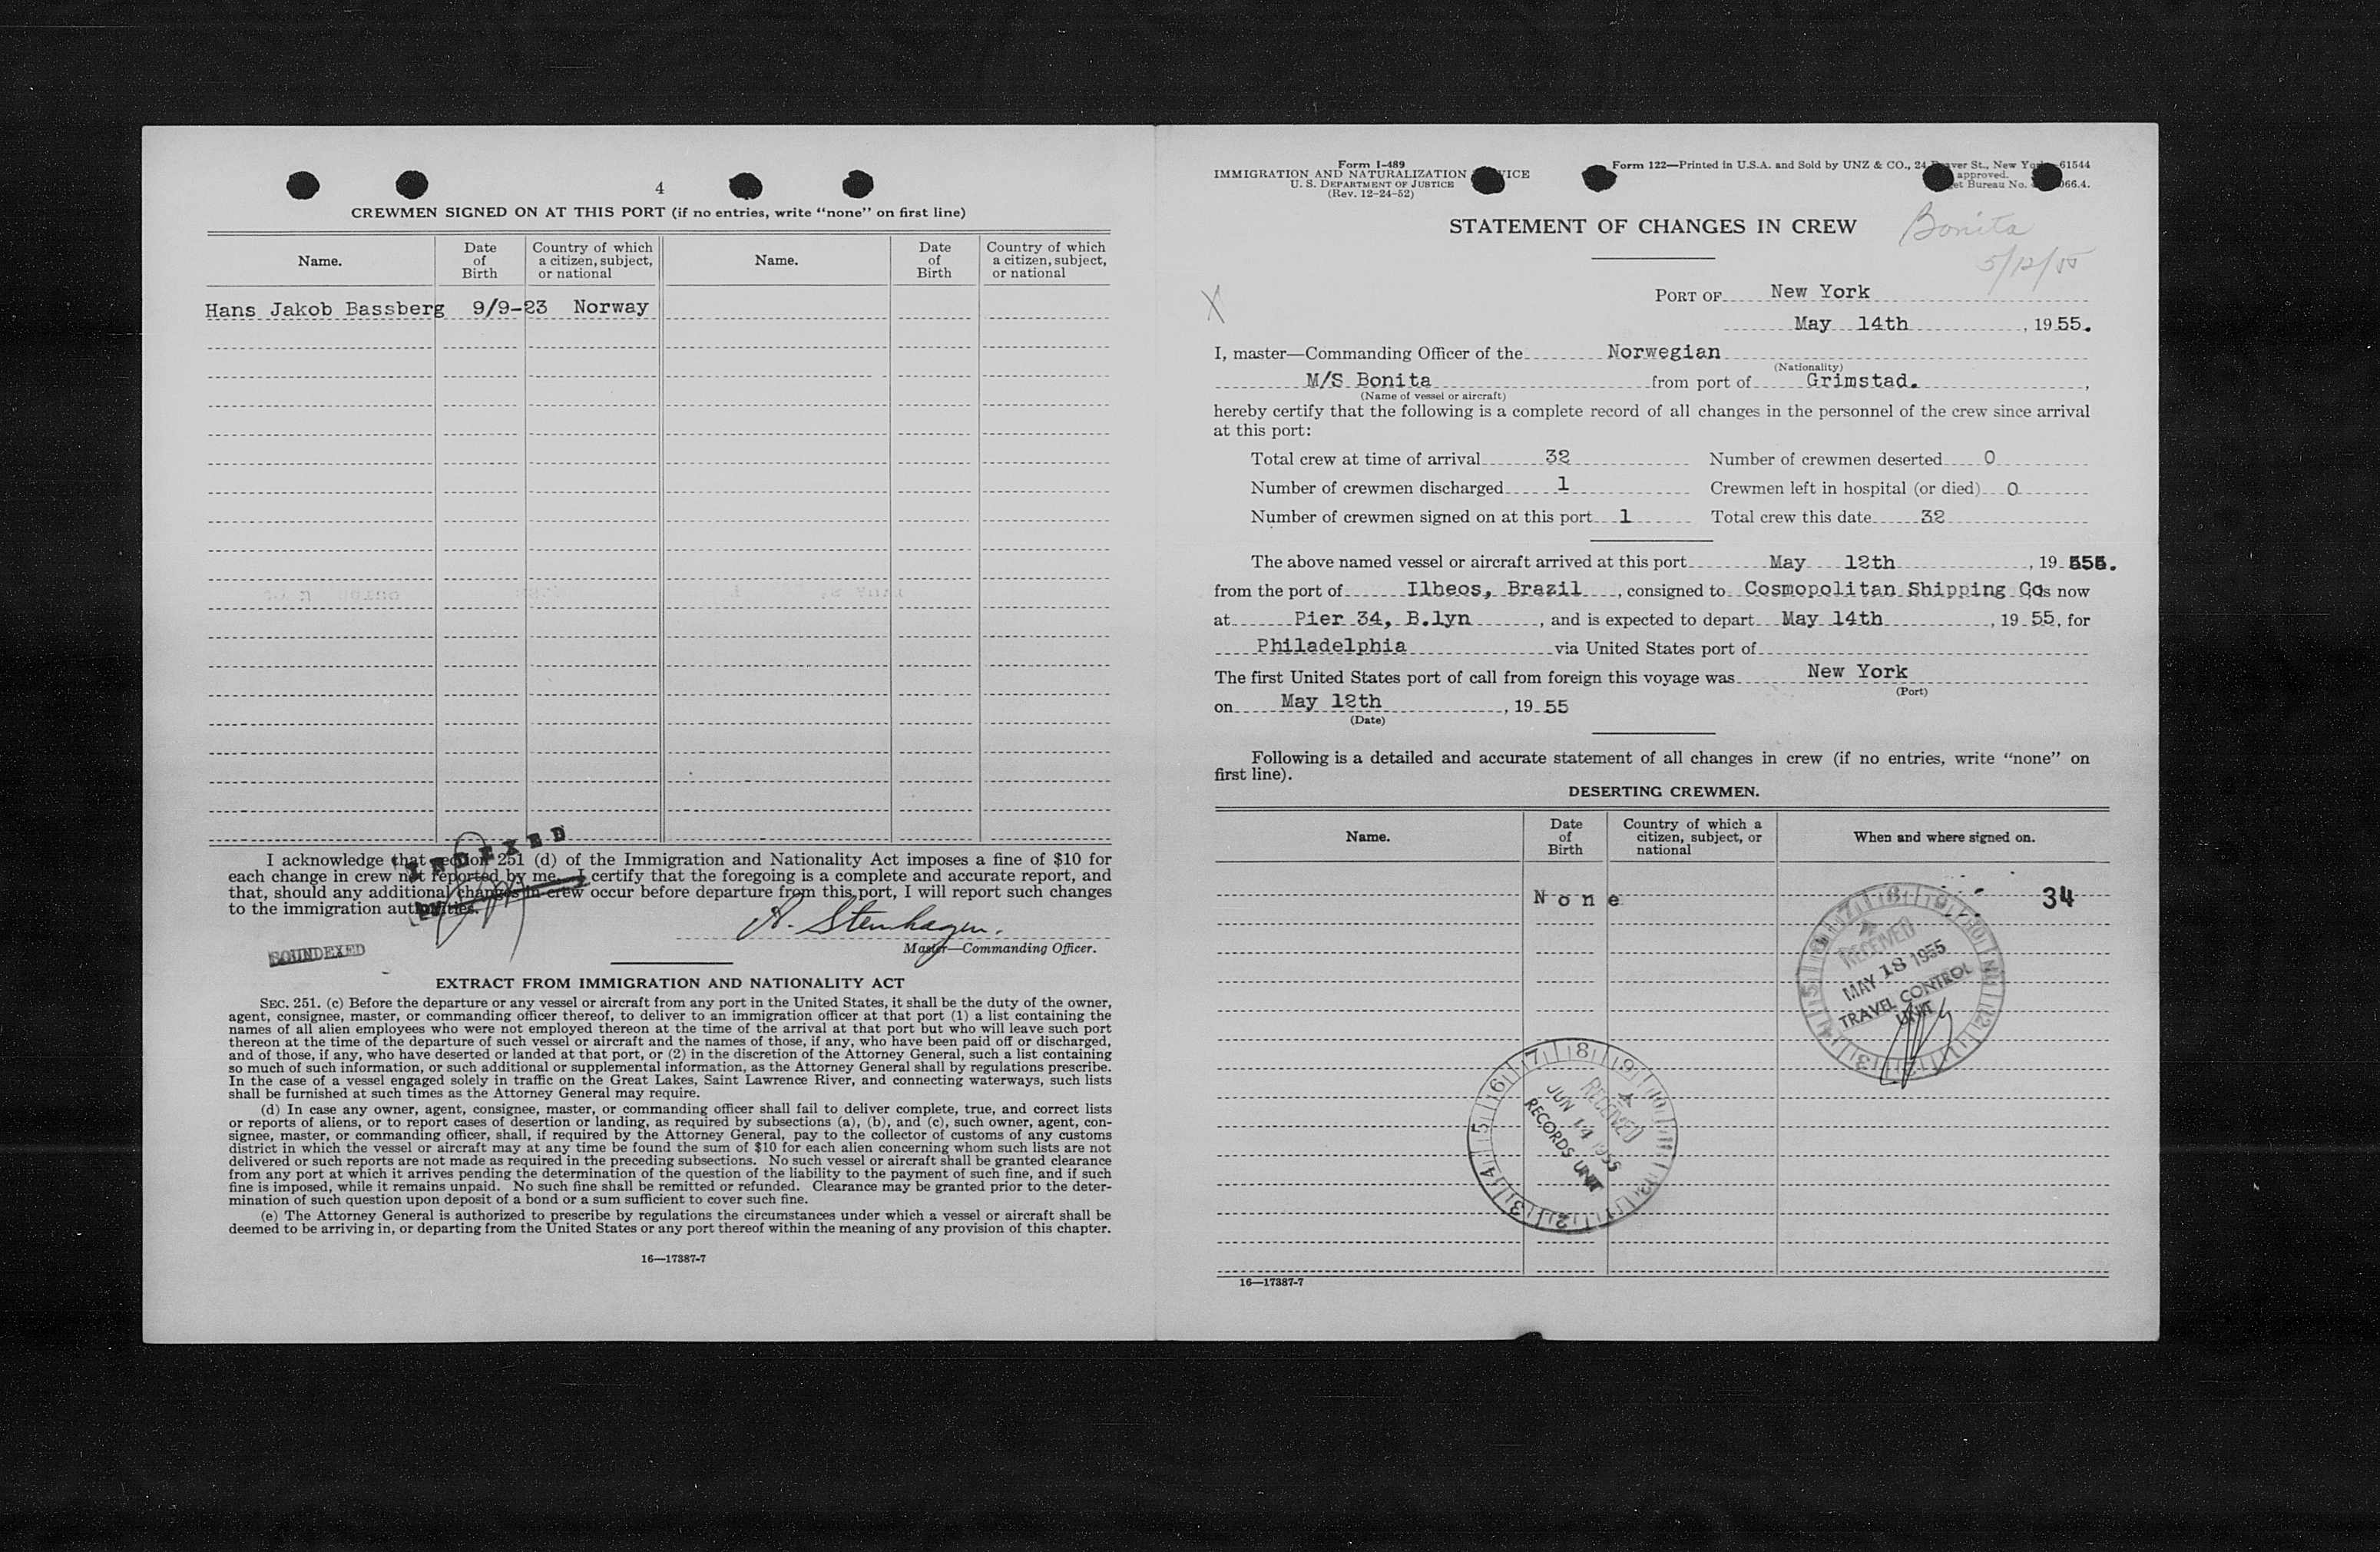 4
CREWMEN SIGNED ON AT THIS PORT (if no entries, write “none” on first line)
Name.
Date
of
Birth
Country of which
a citizen, subject,
or national
Name.
Date
of
Birth
Country of which
a citizen, subject,
or national
Hans Jakob Bassberg 9/9-23 Norway
INDEXED
I acknowledge that section 251 (d) of the Immigration and Nationality Act imposes a fine of $10 for
each change in crew not reported by me. I certify that the foregoing is a complete and accurate report, and
that, should any additional changes in crew occur before departure from this port, I will report such changes
to the immigration authorities.
A. Steinhagen.
Master—Commanding Officer.
SOUNDEXED
EXTRACT FROM IMMIGRATION AND NATIONALITY ACT
SEC. 251. (c) Before the departure or any vessel or aircraft from any port in the United States, it shall be the duty of the owner,
agent, consignee, master, or commanding officer thereof, to deliver to an immigration officer at that port (1) a list containing the
names of all alien employees who were not employed thereon at the time of the arrival at that port but who will leave such port
thereon at the time of the departure of such vessel or aircraft and the names of those, if any, who have been paid off or discharged,
and of those, if any, who have deserted or landed at that port, or (2) in the discretion of the Attorney General, such a list containing
so much of such information, or such additional or supplemental information, as the Attorney General shall by regulations prescribe.
In the case of a vessel engaged solely in traffic on the Great Lakes, Saint Lawrence River, and connecting waterways, such lists
shall be furnished at such times as the Attorney General may require.
(d) In case any owner, agent, consignee, master, or commanding officer shall fail to deliver complete, true, and correct lists
or reports of aliens, or to report cases of desertion or landing, as required by subsections (a), (b), and (c), such owner, agent, con-
signee, master, or commanding officer, shall, if required by the Attorney General, pay to the collector of customs of any customs
district in which the vessel or aircraft may at any time be found the sum of $10 for each alien concerning whom such lists are not
delivered or such reports are not made as required in the preceding subsections. No such vessel or aircraft shall be granted clearance
from any port at which it arrives pending the determination of the question of the liability to the payment of such fine, and if such
fine is imposed, while it remains unpaid. No such fine shall be remitted or refunded. Clearance may be granted prior to the deter-
mination of such question upon deposit of a bond or a sum sufficient to cover such fine.
(e) The Attorney General is authorized to prescribe by regulations the circumstances under which a vessel or aircraft shall be
deemed to be arriving in, or departing from the United States or any port thereof within the meaning of any provision of this chapter.
16—17387-7
Form I-489
IMMIGRATION AND NATURALIZATION SERVICE
U. S. DEPARTMENT OF JUSTICE
(Rev. 12-24-52)
Form 122—Printed in U.S.A. and Sold by UNZ & CO., 24 Beaver St., New York 61544
approved.
Bureau No. 066.4.
STATEMENT OF CHANGES IN CREW
Bonita
5/12/55
X
PORT OF New York
May 14th, 1955.
I, master—Commanding Officer of the Norwegian
(Nationality)
M/S Bonita from port of Grimstad. ,
(Name of vessel or aircraft)
hereby certify that the following is a complete record of all changes in the personnel of the crew since arrival
at this port:
Total crew at time of arrival 32 Number of crewmen deserted 0
Number of crewmen discharged 1 Crewmen left in hospital (or died) 0
Number of crewmen signed on at this port 1 Total crew this date 32
The above named vessel or aircraft arrived at this port May 12th, 19 555.
from the port of Ilheos, Brazil, consigned to Cosmopolitan Shipping Co is now
at Pier 34, B.lyn, and is expected to depart May 14th, 19 55, for
Philadelphia via United States port of
The first United States port of call from foreign this voyage was New York
(Port)
on May 12th, 19 55
(Date)
Following is a detailed and accurate statement of all changes in crew (if no entries, write “none” on
first line).
DESERTING CREWMEN.
Name.
Date
of
Birth
Country of which a
citizen, subject, or
national
When and where signed on.
None
34
RECEIVED
MAY 18 1955
TRAVEL CONTROL
UNIT
RECEIVED
JUN 14 1955
RECORDS UNIT
16—17387-7